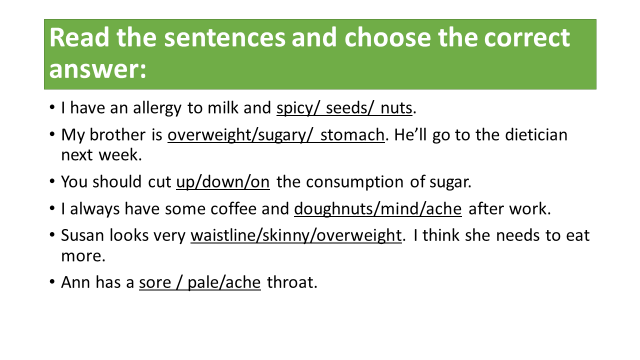 Read the sentences and choose the correct
answer:
• I have an allergy to milk and spicy/ seeds/ nuts.
• My brother is overweight/sugary/ stomach. He’ll go to the dietician
next week.
• You should cut up/down/on the consumption of sugar.
• I always have some coffee and doughnuts/mind/ache after work.
• Susan looks very waistline/skinny/overweight. I think she needs to eat
more.
• Ann has a sore / pale/ache throat.